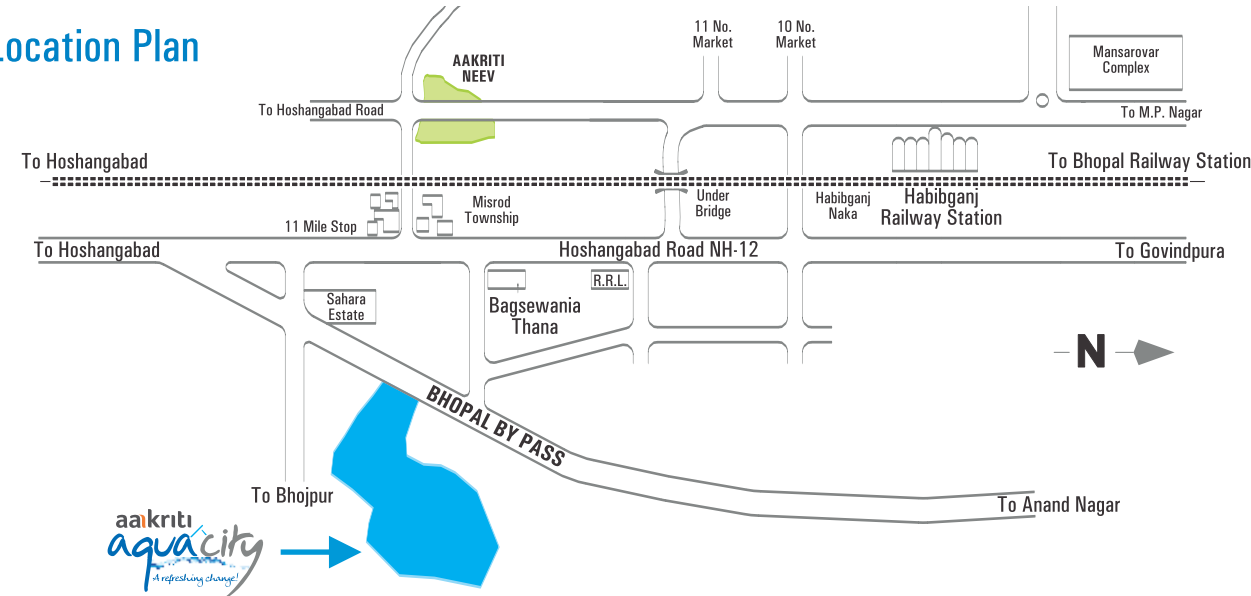 Location Plan
11 No.
Market
10 No.
Market
Mansarovar
Complex
AAKRITI
NEEV
To Hoshangabad Road
To M.P. Nagar
To Hoshangabad
To Bhopal Railway Station
Misrod
Township
Under
Bridge
Habibganj
Naka
Habibganj
Railway Station
11 Mile Stop
To Hoshangabad
Hoshangabad Road NH-12
To Govindpura
Sahara
Estate
Bagsewania
Thana
R.R.L.
N
BHOPAL BY PASS
To Bhojpur
To Anand Nagar
aakriti
aqua city
A refreshing change!